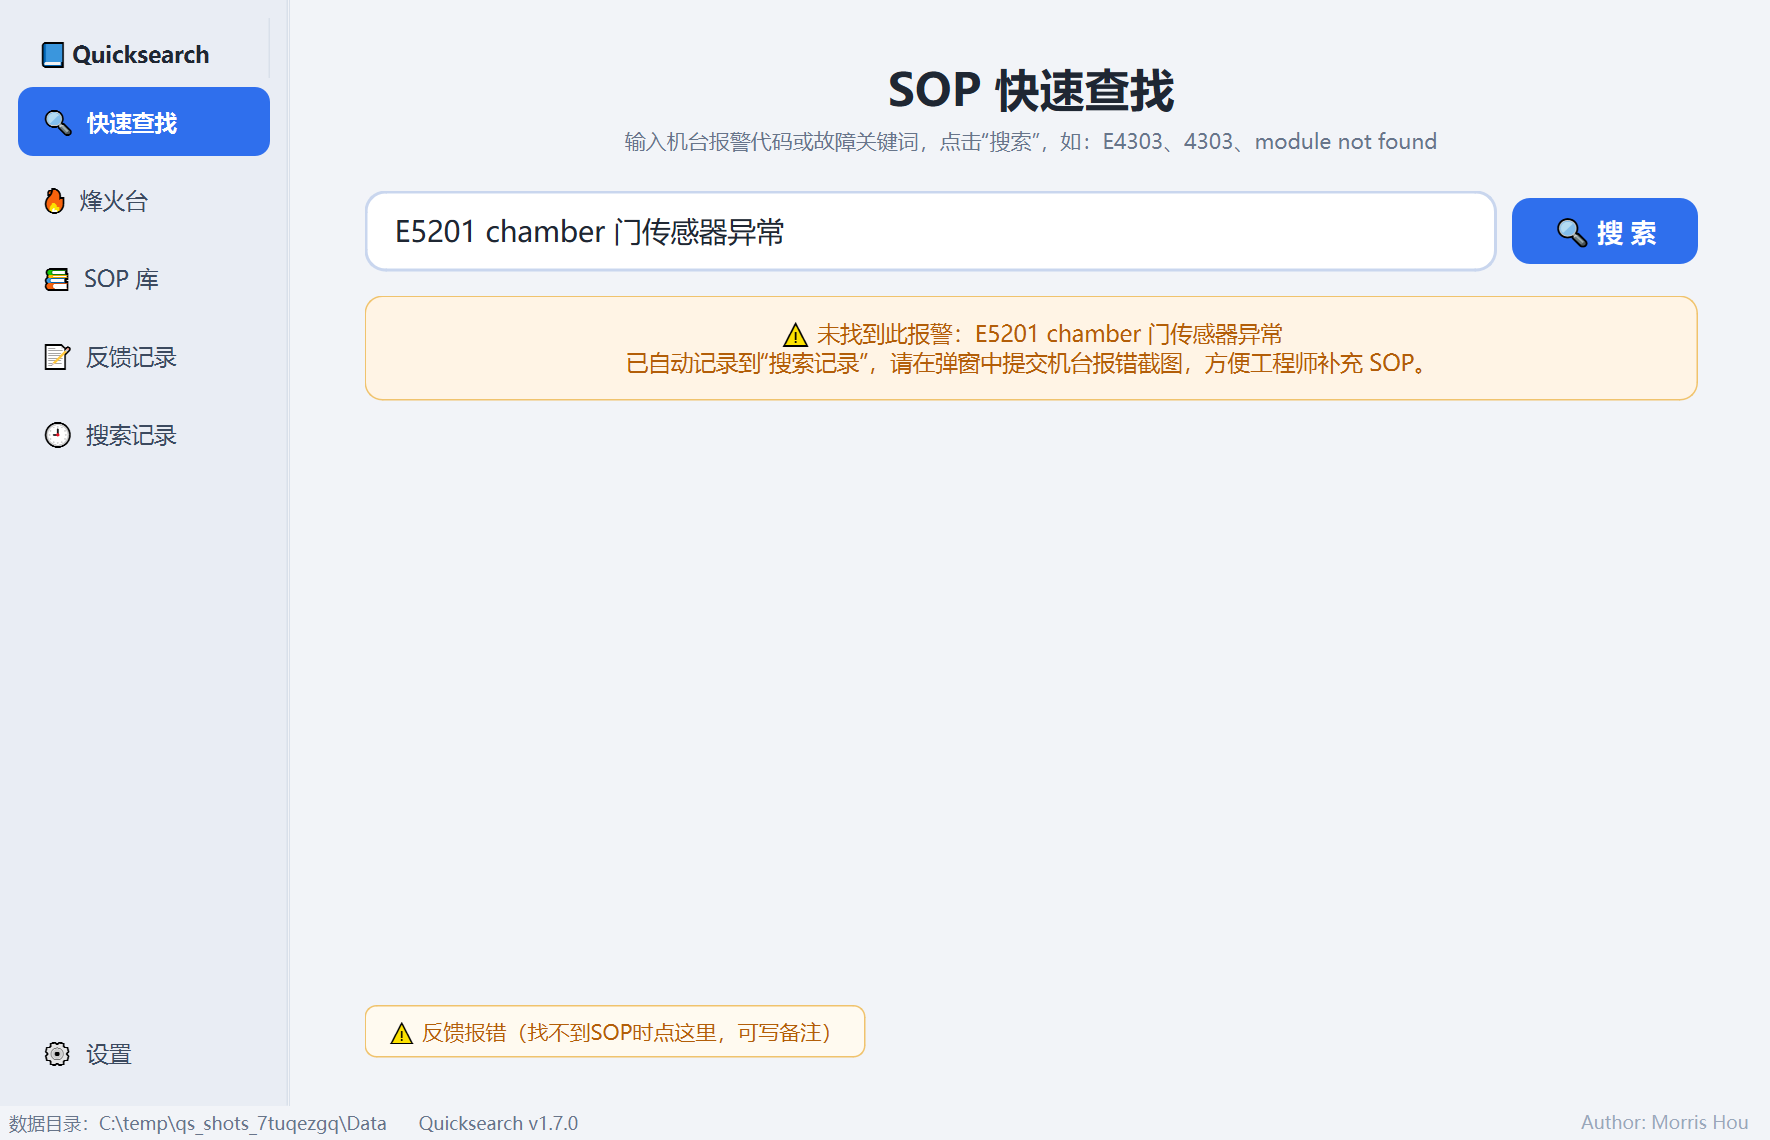 Quicksearch
快速查找
烽火台
SOP 库
反馈记录
搜索记录
设置
SOP 快速查找
输入机台报警代码或故障关键词，点击“搜索”，如：E4303、4303、module not found
E5201 chamber 门传感器异常
搜 索
未找到此报警：E5201 chamber 门传感器异常
已自动记录到“搜索记录”，请在弹窗中提交机台报错截图，方便工程师补充 SOP。
反馈报错（找不到SOP时点这里，可写备注）
数据目录：C:\temp\qs_shots_7tuqezgq\Data
Quicksearch v1.7.0
Author: Morris Hou